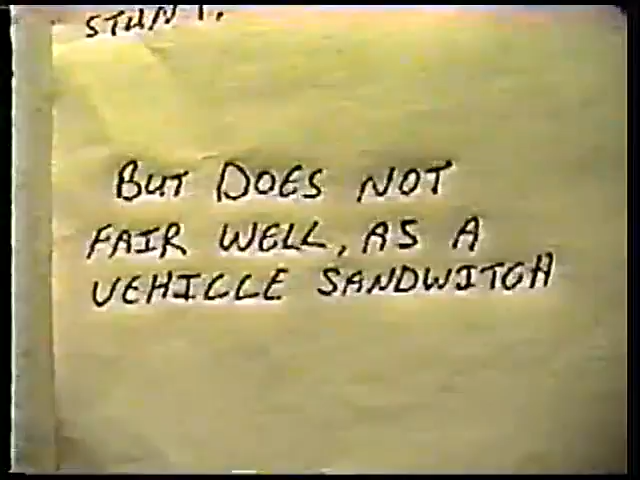 STUNT.
BUT DOES NOT
FAIR WELL, AS A
VEHICLE SANDWITCH